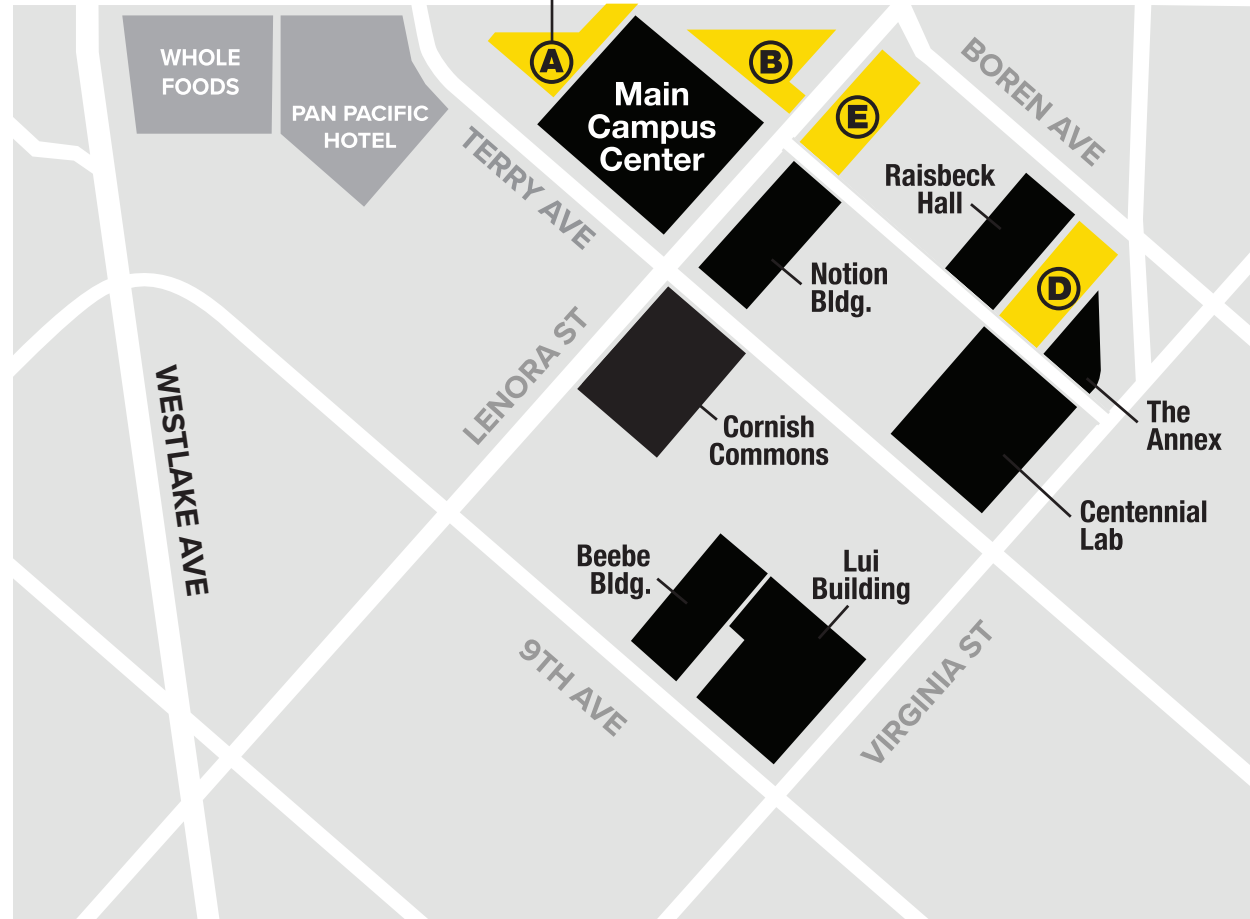 WHOLE
FOODS
PAN PACIFIC
HOTEL
A
Main
Campus
Center
B
E
BOREN AVE
TERRY AVE
Raisbeck
Hall
Notion
Bldg.
D
LENORA ST
WESTLAKE AVE
Cornish
Commons
The
Annex
Centennial
Lab
Beebe
Bldg.
Lui
Building
9TH AVE
VIRGINIA ST